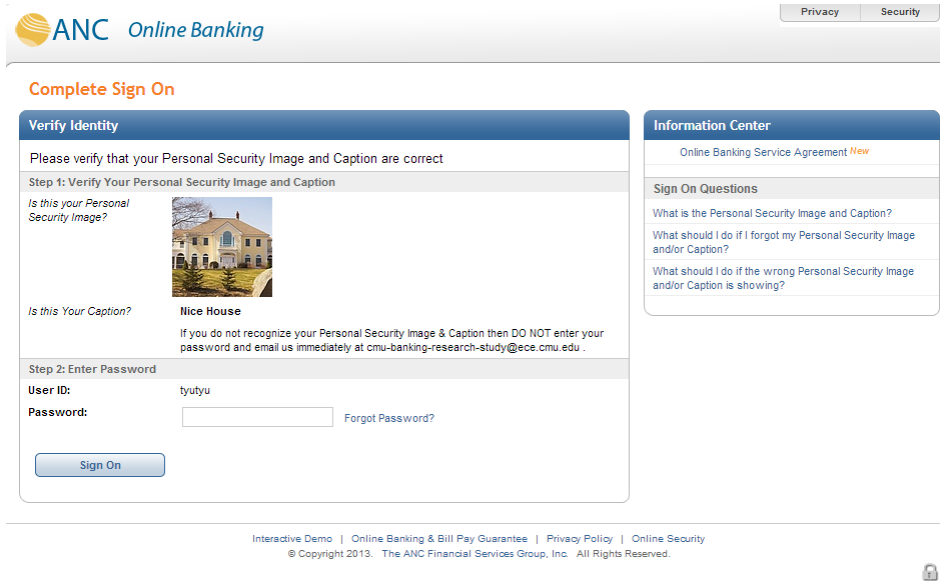 Privacy
Security
ANC Online Banking
Complete Sign On
Verify Identity
Please verify that your Personal Security Image and Caption are correct
Step 1: Verify Your Personal Security Image and Caption
Is this your Personal
Security Image?
Is this Your Caption?
Nice House
If you do not recognize your Personal Security Image & Caption then DO NOT enter your
password and email us immediately at cmu-banking-research-study@ece.cmu.edu .
Step 2: Enter Password
User ID:
tyutyu
Password:
Forgot Password?
Sign On
Information Center
Online Banking Service Agreement New
Sign On Questions
What is the Personal Security Image and Caption?
What should I do if I forgot my Personal Security Image
and/or Caption?
What should I do if the wrong Personal Security Image
and/or Caption is showing?
Interactive Demo | Online Banking & Bill Pay Guarantee | Privacy Policy | Online Security
© Copyright 2013. The ANC Financial Services Group, Inc. All Rights Reserved.